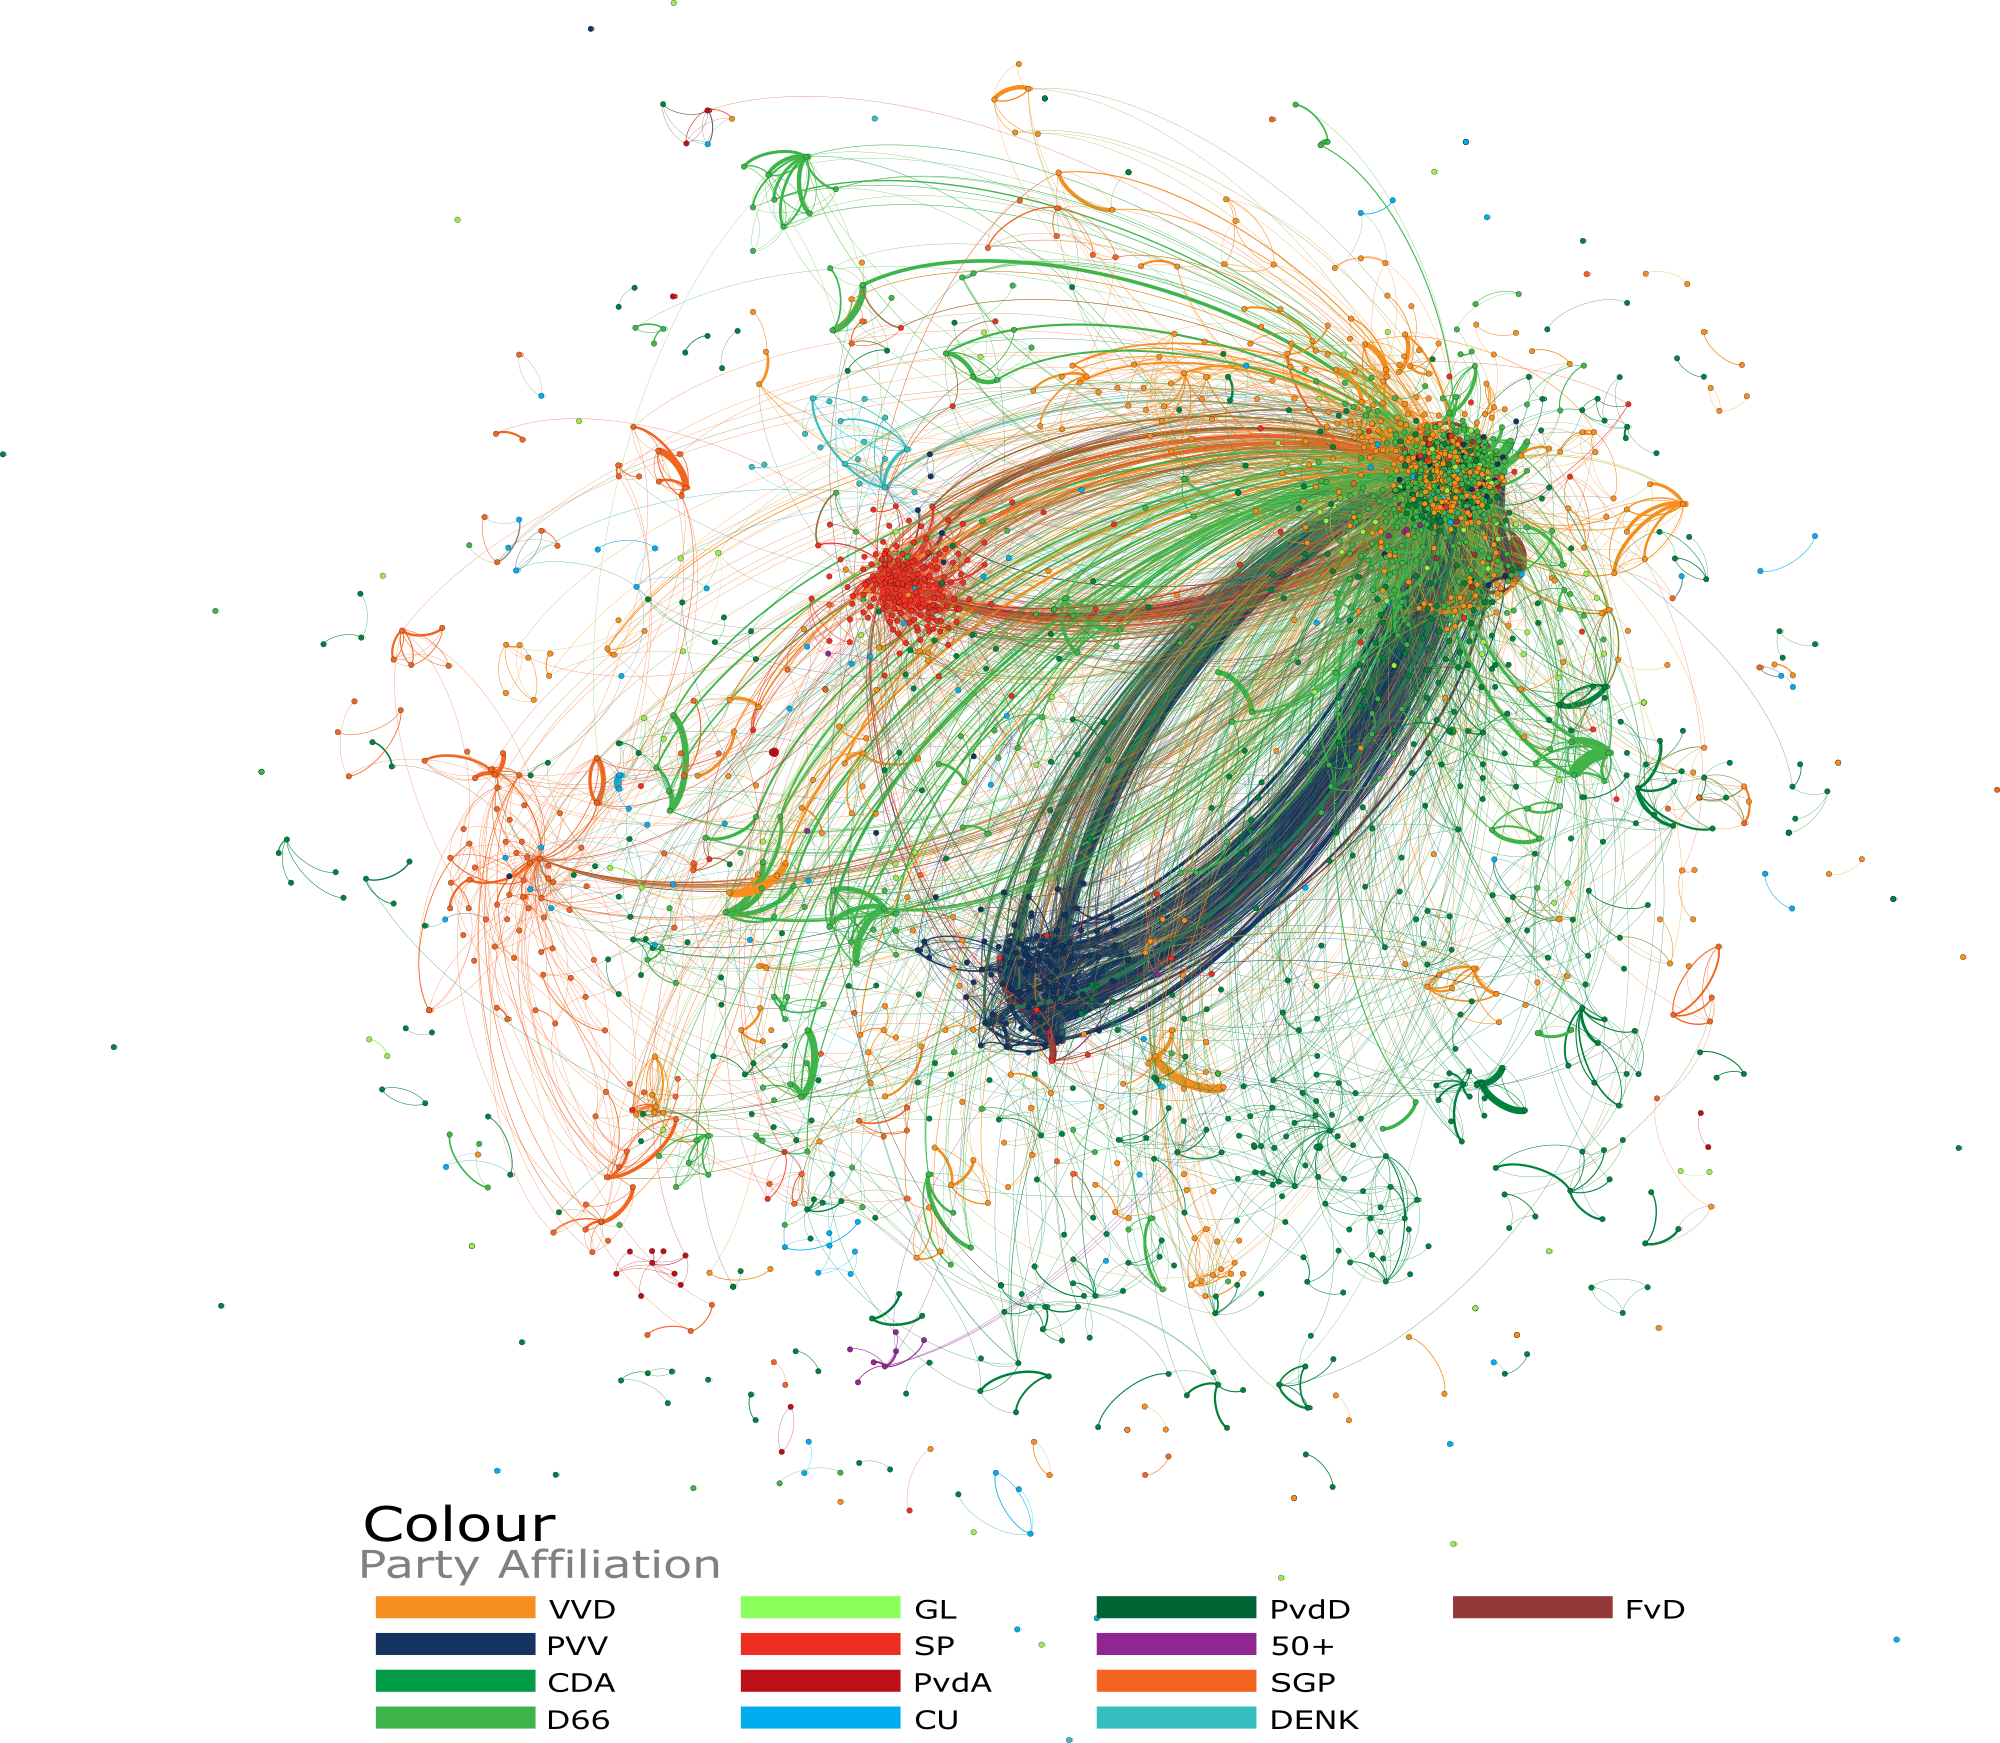 Colour
Party Affiliation
VVD GL PvdD FvD
PVV SP 50+
CDA PvdA SGP
D66 CU DENK